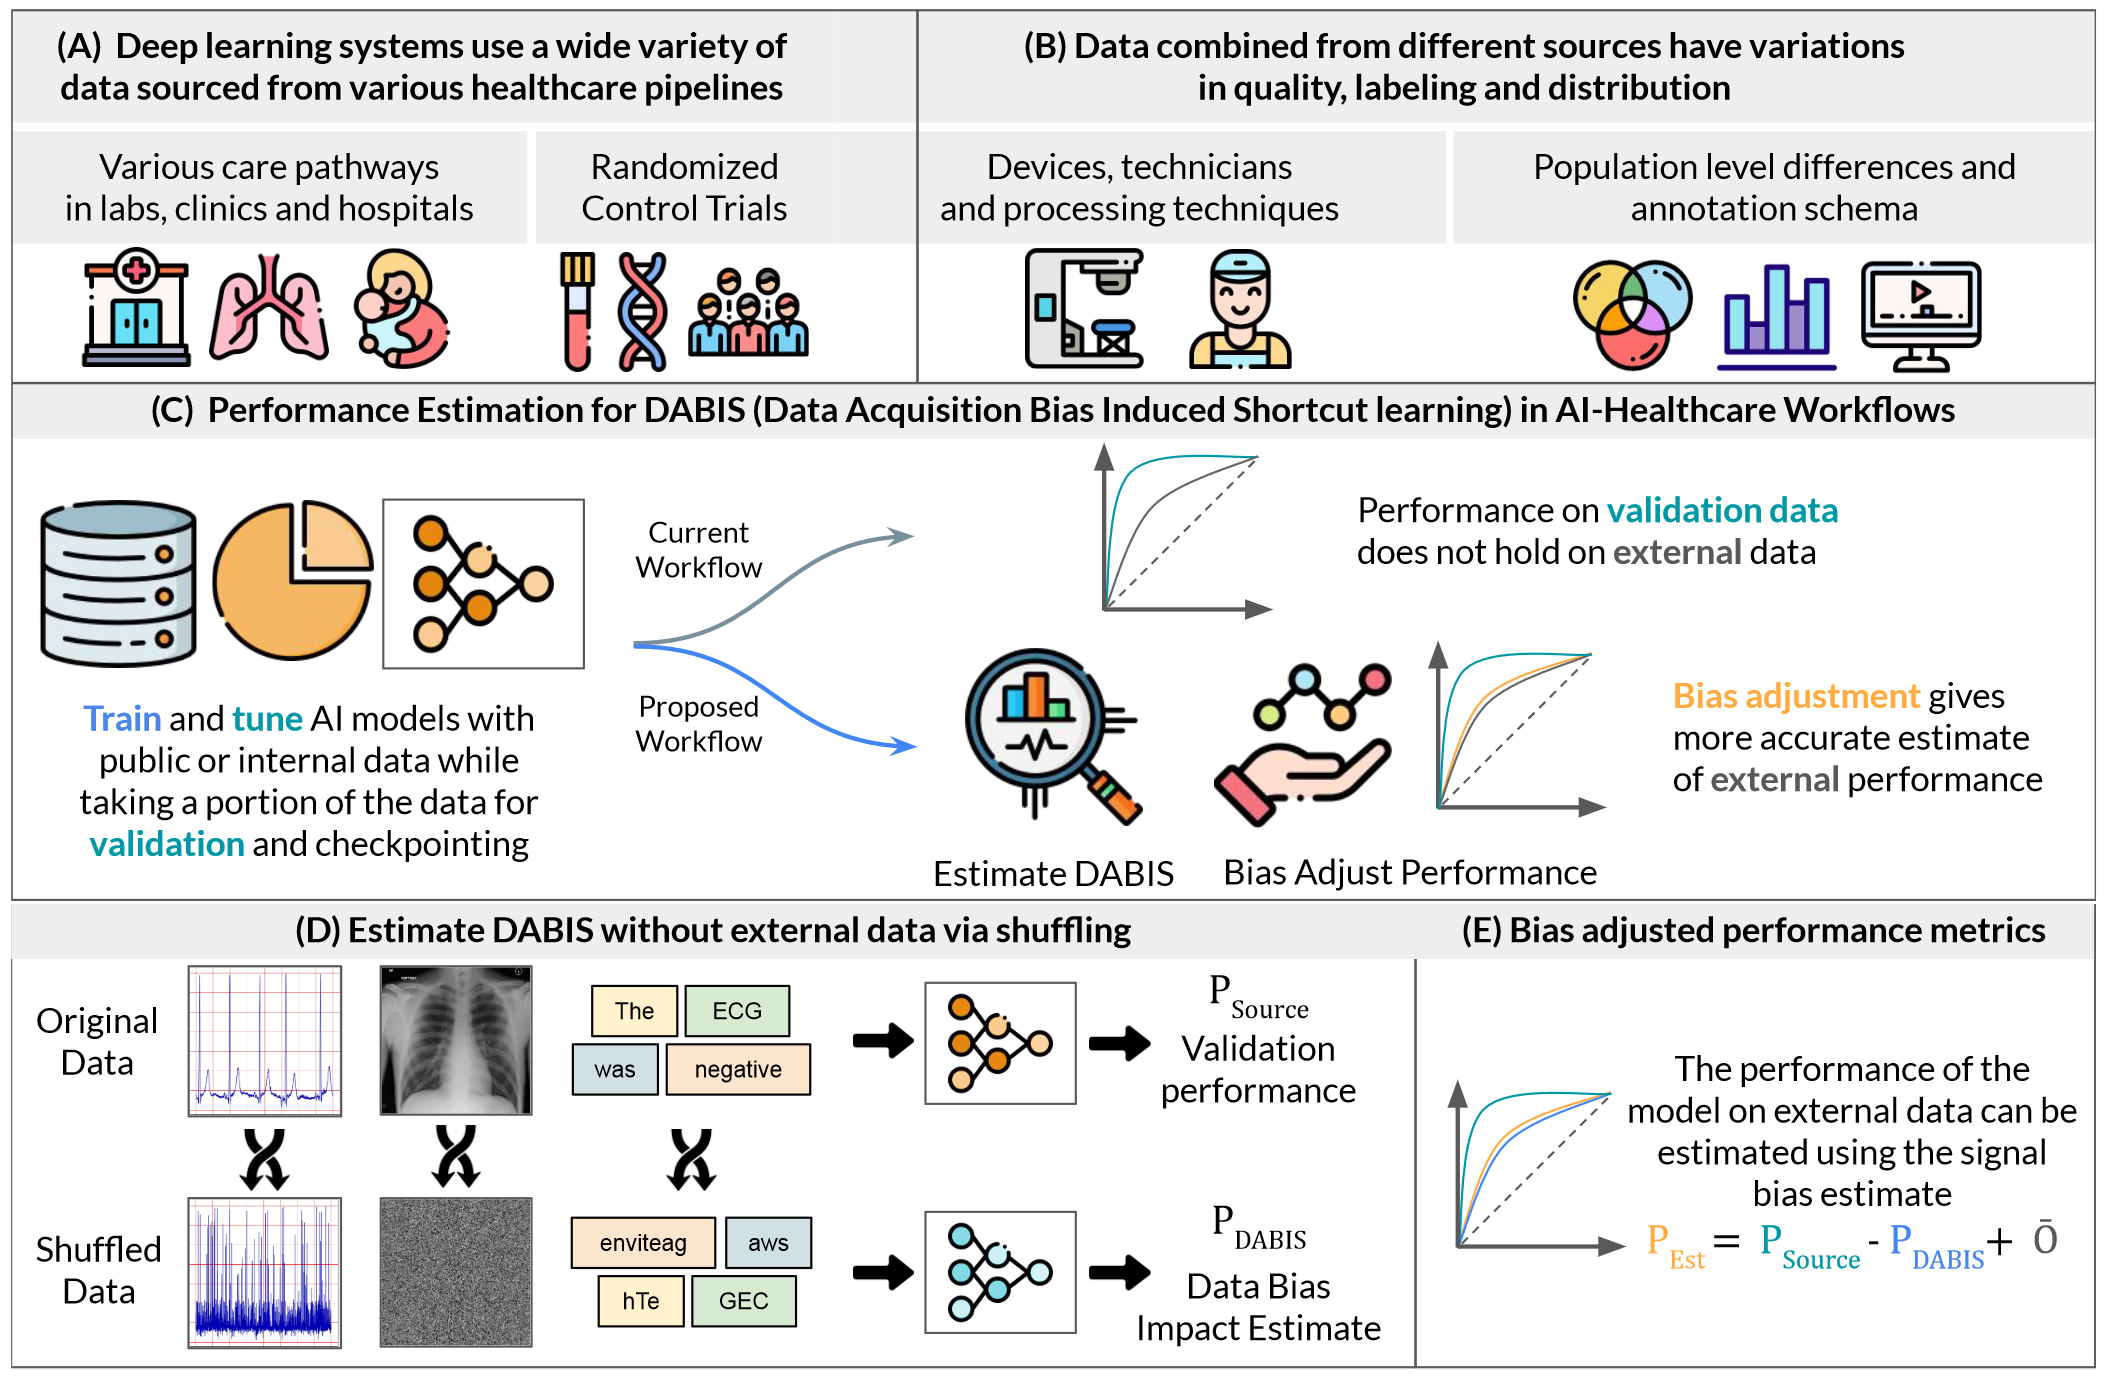 (A) Deep learning systems use a wide variety of
data sourced from various healthcare pipelines
(B) Data combined from different sources have variations
in quality, labeling and distribution
Various care pathways
in labs, clinics and hospitals
Randomized
Control Trials
Devices, technicians
and processing techniques
Population level differences and
annotation schema
(C) Performance Estimation for DABIS (Data Acquisition Bias Induced Shortcut learning) in AI-Healthcare Workflows
Train and tune AI models with
public or internal data while
taking a portion of the data for
validation and checkpointing
Current
Workflow
Performance on validation data
does not hold on external data
Proposed
Workflow
Estimate DABIS
Bias Adjust Performance
Bias adjustment gives
more accurate estimate
of external performance
(D) Estimate DABIS without external data via shuffling
Original
Data
The
ECG
was
negative
P Source
Validation
performance
Shuffled
Data
enviteag
aws
hTe
GEC
P DABIS
Data Bias
Impact Estimate
(E) Bias adjusted performance metrics
The performance of the
model on external data can be
estimated using the signal
bias estimate
P Est = P Source - P DABIS + Ō